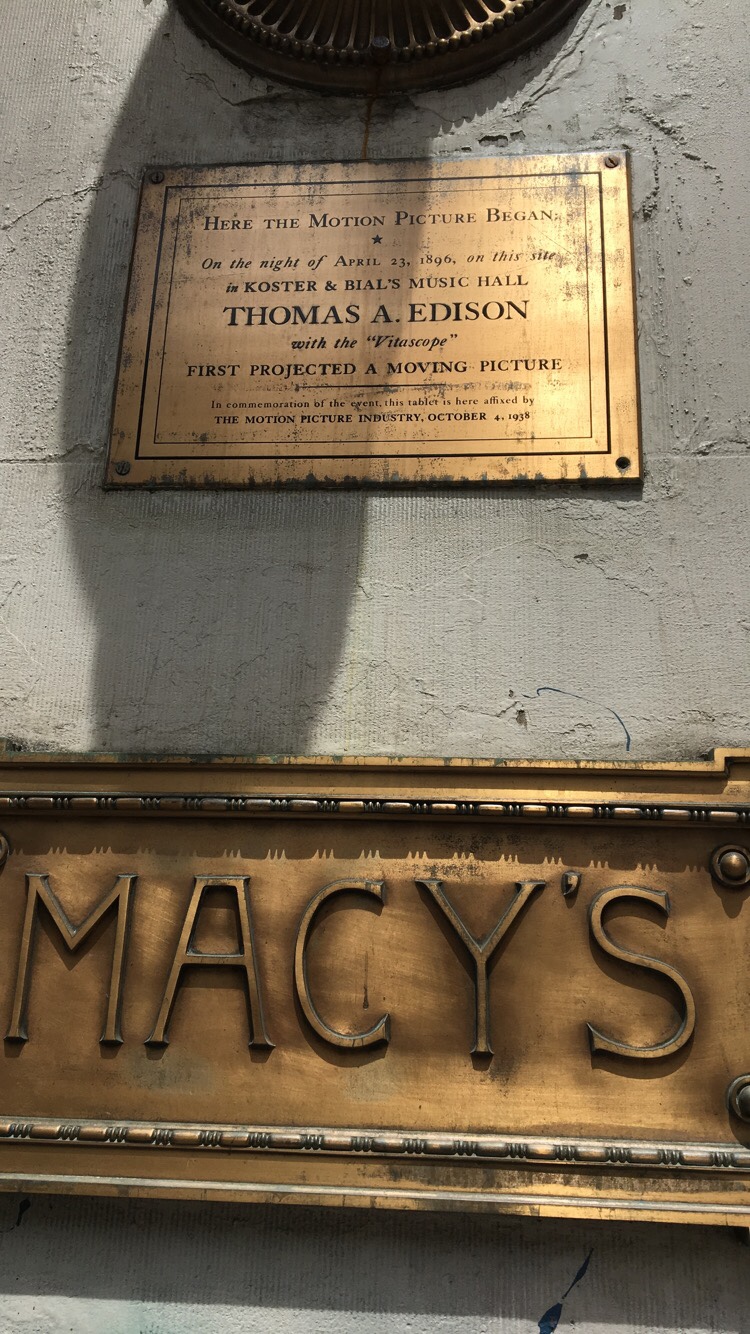 HERE THE MOTION PICTURE BEGAN:
On the night of APRIL 23, 1896, on this site
in KOSTER & BIAL'S MUSIC HALL
THOMAS A. EDISON
with the "Vitascope"
FIRST PROJECTED A MOVING PICTURE
In commemoration of the event, this tablet is here affixed by
THE MOTION PICTURE INDUSTRY, OCTOBER 4, 1938
MACY'S